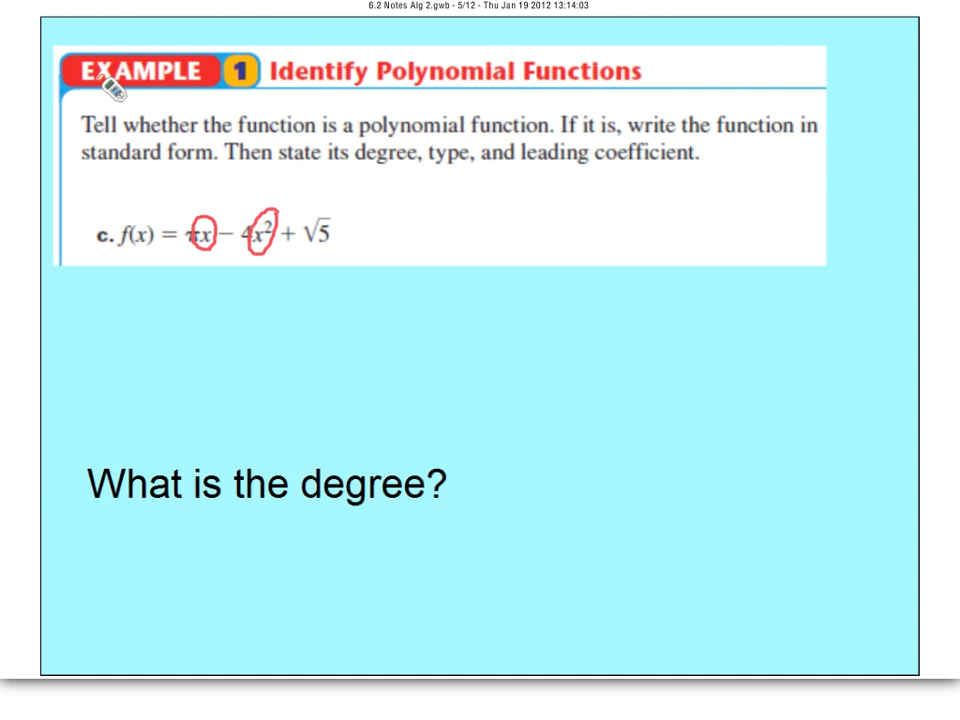 6.2 Notes Alg 2.gwb - 5/12 - Thu Jan 19 2012 13:14:03
EXAMPLE 1 Identify Polynomial Functions
Tell whether the function is a polynomial function. If it is, write the function in
standard form. Then state its degree, type, and leading coefficient.
c. f(x) = πx − 4x² + √5
What is the degree?